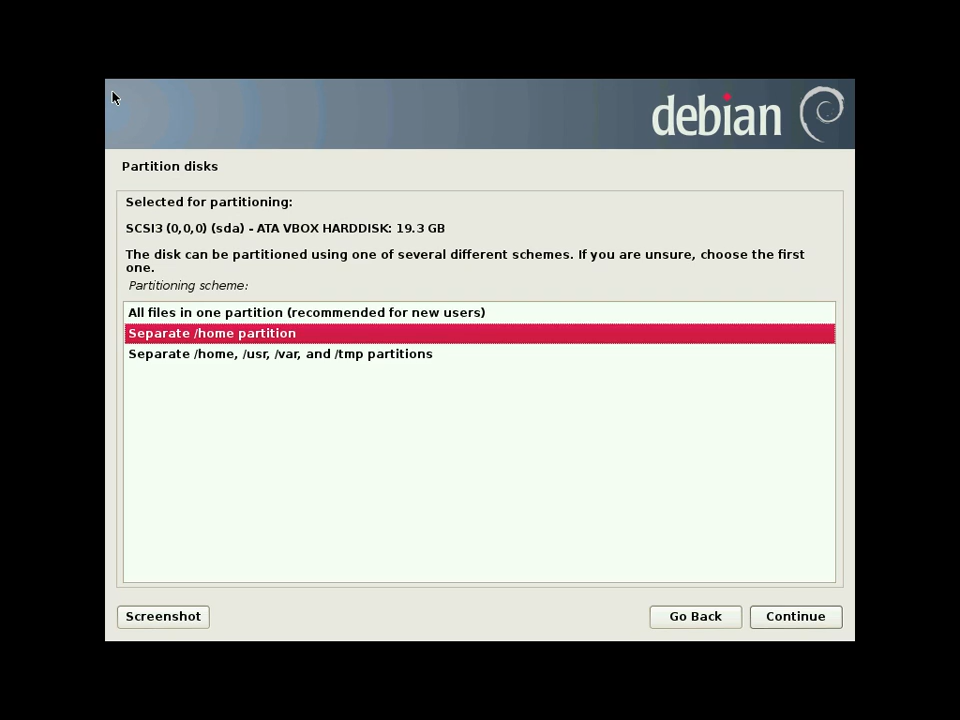 debian
Partition disks
Selected for partitioning:
SCSI3 (0,0,0) (sda) - ATA VBOX HARDDISK: 19.3 GB
The disk can be partitioned using one of several different schemes. If you are unsure, choose the first
one.
Partitioning scheme:
All files in one partition (recommended for new users)
Separate /home partition
Separate /home, /usr, /var, and /tmp partitions
Screenshot
Go Back
Continue